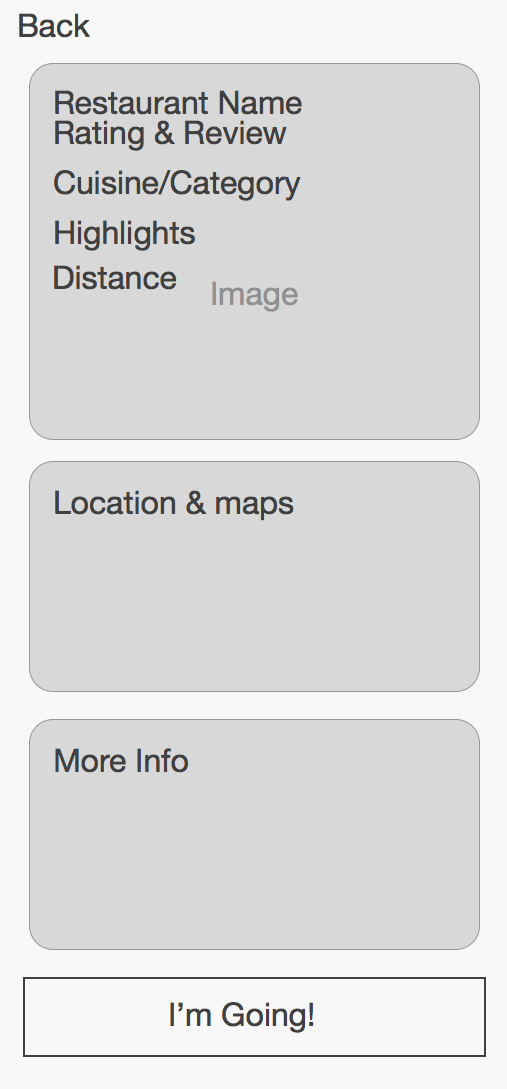 Back
Restaurant Name
Rating & Review
Cuisine/Category
Highlights
Distance
Image
Location & maps
More Info
I’m Going!